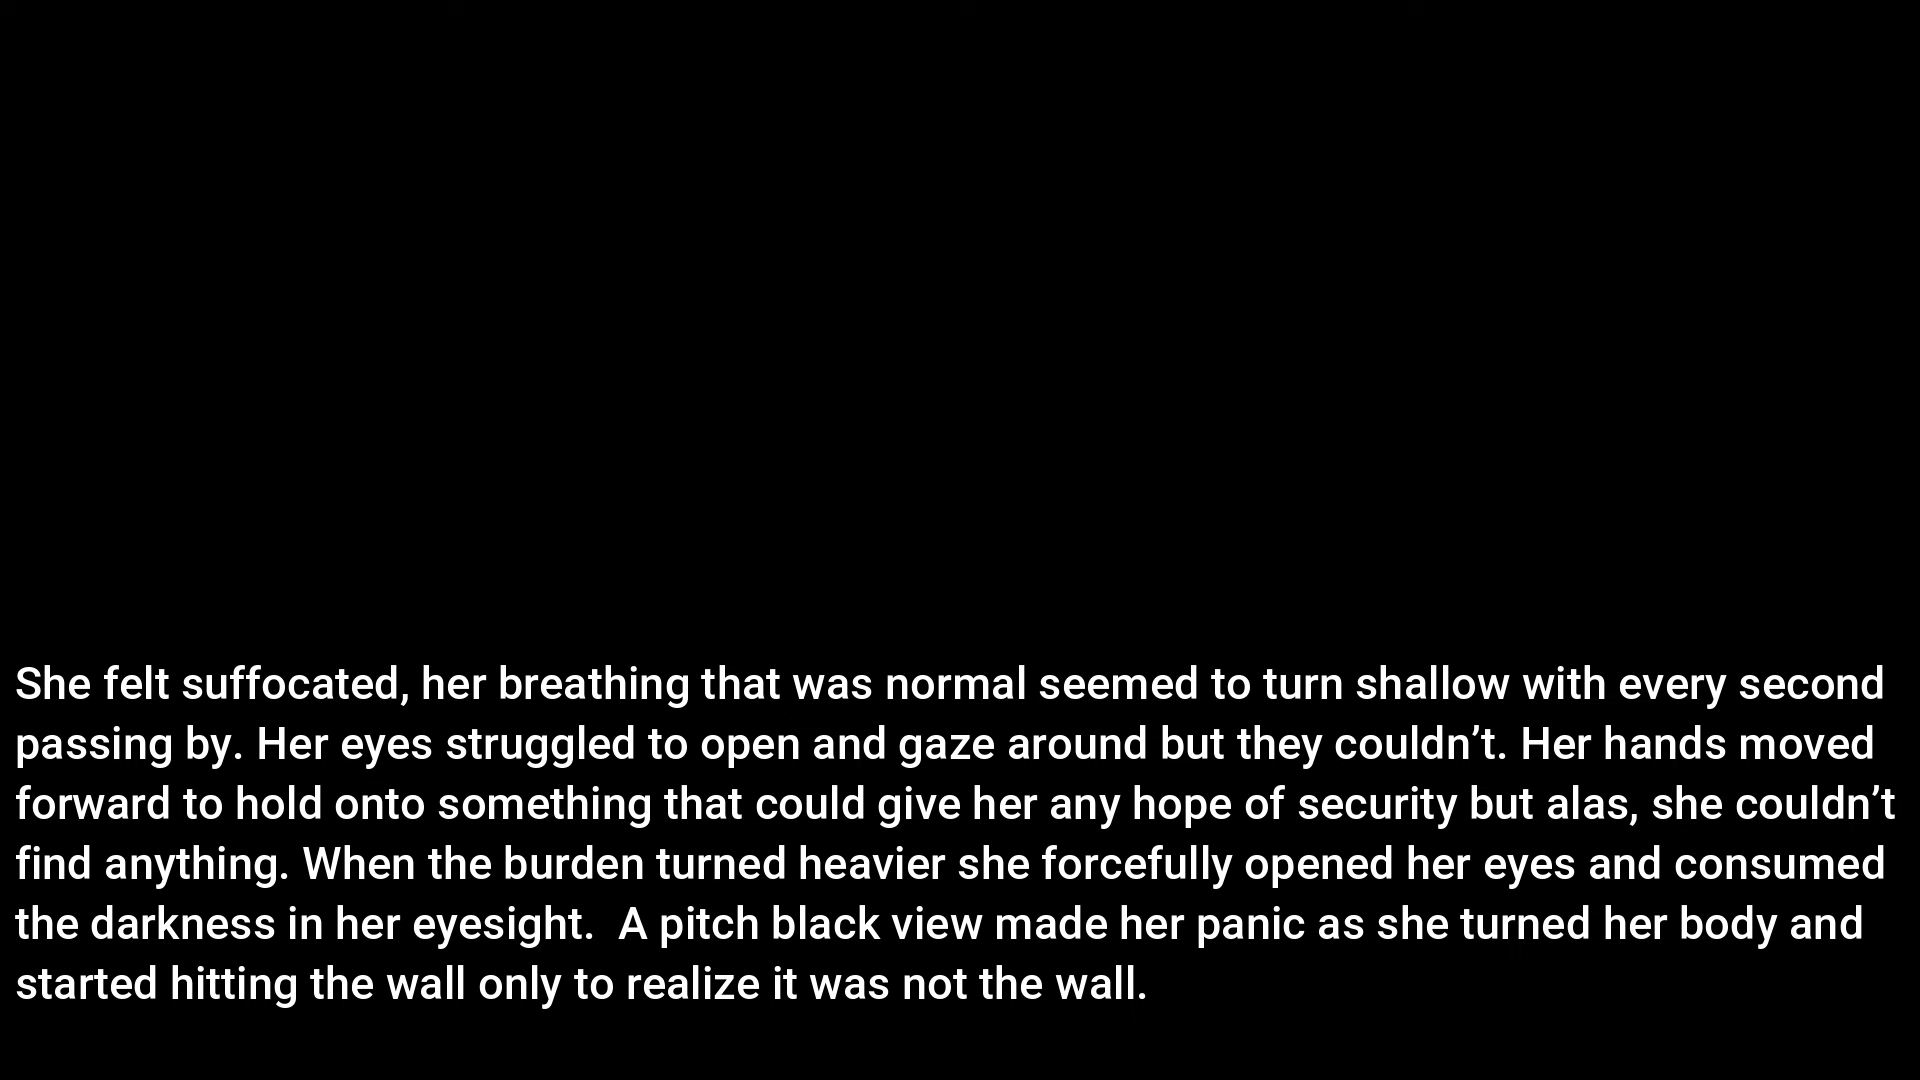 She felt suffocated, her breathing that was normal seemed to turn shallow with every second
passing by. Her eyes struggled to open and gaze around but they couldn’t. Her hands moved
forward to hold onto something that could give her any hope of security but alas, she couldn’t
find anything. When the burden turned heavier she forcefully opened her eyes and consumed
the darkness in her eyesight.  A pitch black view made her panic as she turned her body and
started hitting the wall only to realize it was not the wall.